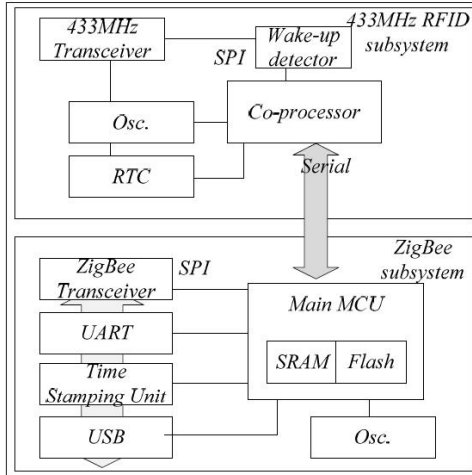 433MHz
Transceiver
SPI
Wake-up
detector
433MHz RFID
subsystem
Osc.
Co-processor
RTC
Serial
ZigBee
subsystem
ZigBee
Transceiver
SPI
Main MCU
UART
SRAM
Flash
Time
Stamping Unit
USB
Osc.